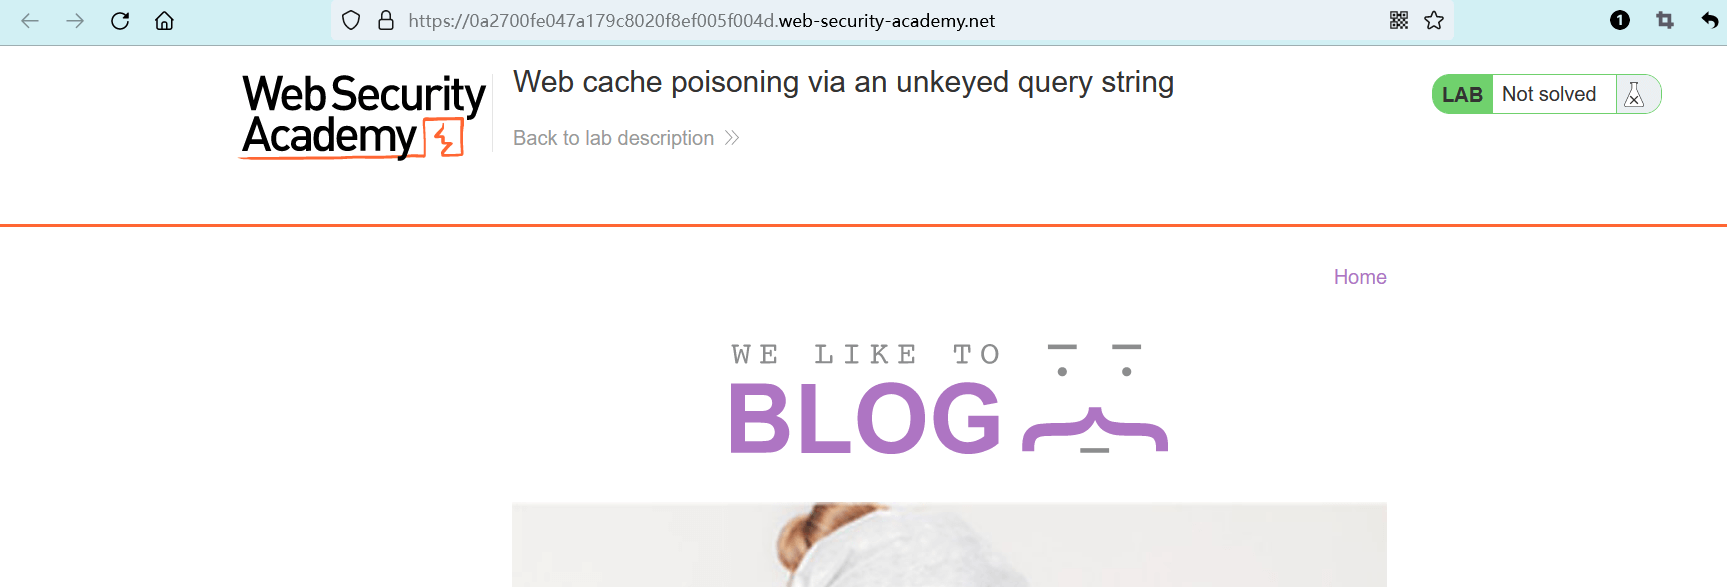 https://0a2700fe047a179c8020f8ef005f004d.web-security-academy.net
1
Web Security
Academy
Web cache poisoning via an unkeyed query string
Back to lab description
LAB Not solved
Home
WE LIKE TO
BLOG